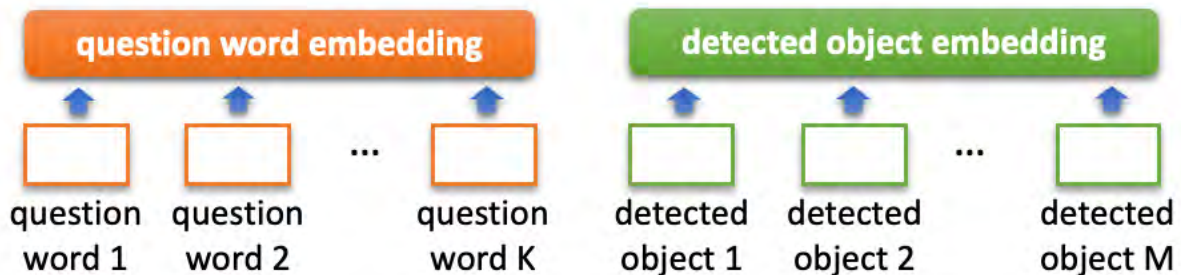 question word embedding
detected object embedding
... ...
question question question detected detected detected
word 1 word 2 word K object 1 object 2 object M